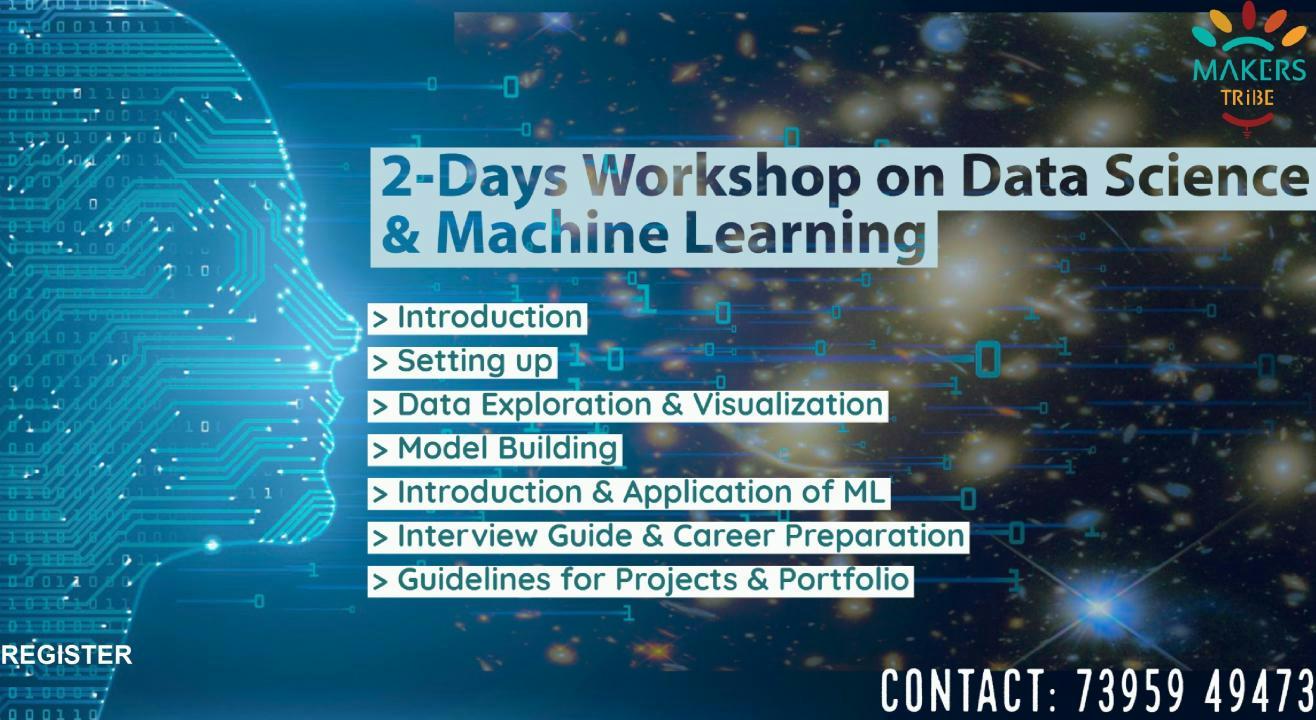 MAKERS
TRiBE
2-Days Workshop on Data Science
& Machine Learning
> Introduction
> Setting up
> Data Exploration & Visualization
> Model Building
> Introduction & Application of ML
> Interview Guide & Career Preparation
> Guidelines for Projects & Portfolio
REGISTER
CONTACT: 73959 49473